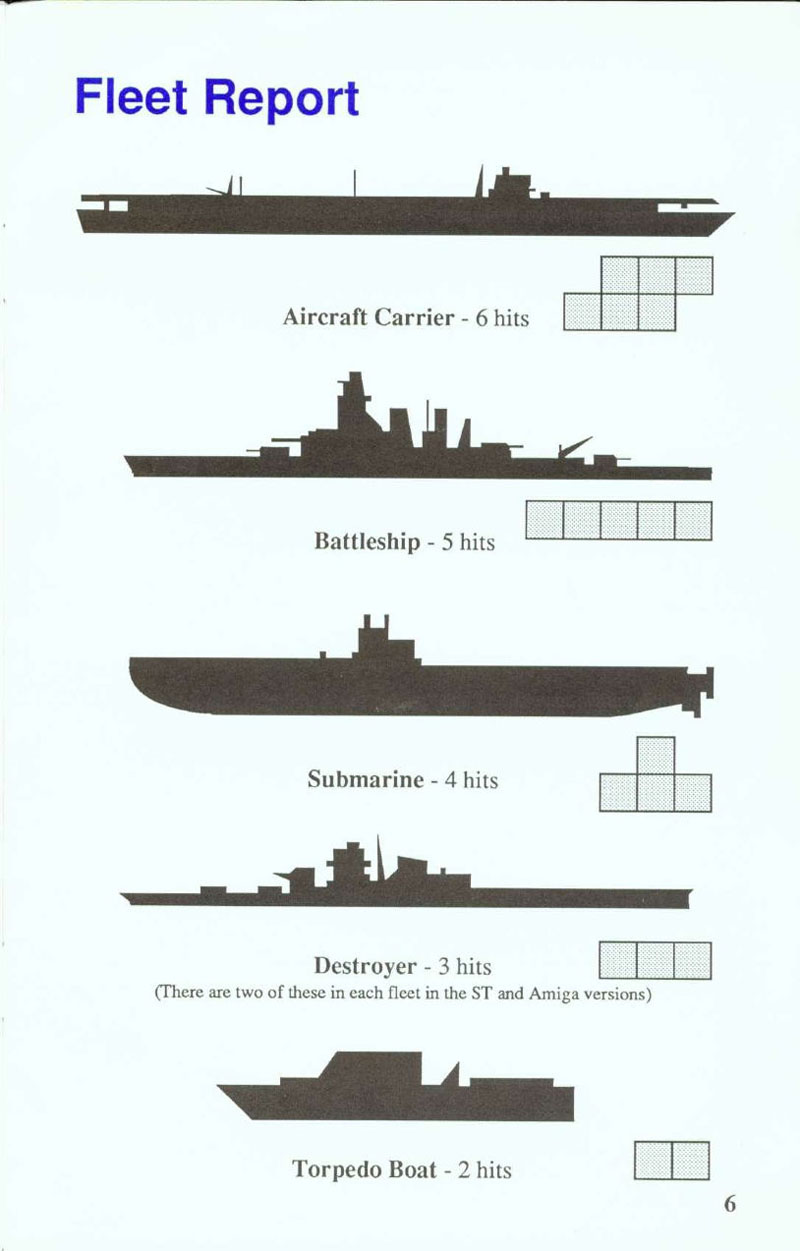 Fleet Report
Aircraft Carrier - 6 hits
Battleship - 5 hits
Submarine - 4 hits
Destroyer - 3 hits
(There are two of these in each fleet in the ST and Amiga versions)
Torpedo Boat - 2 hits
6